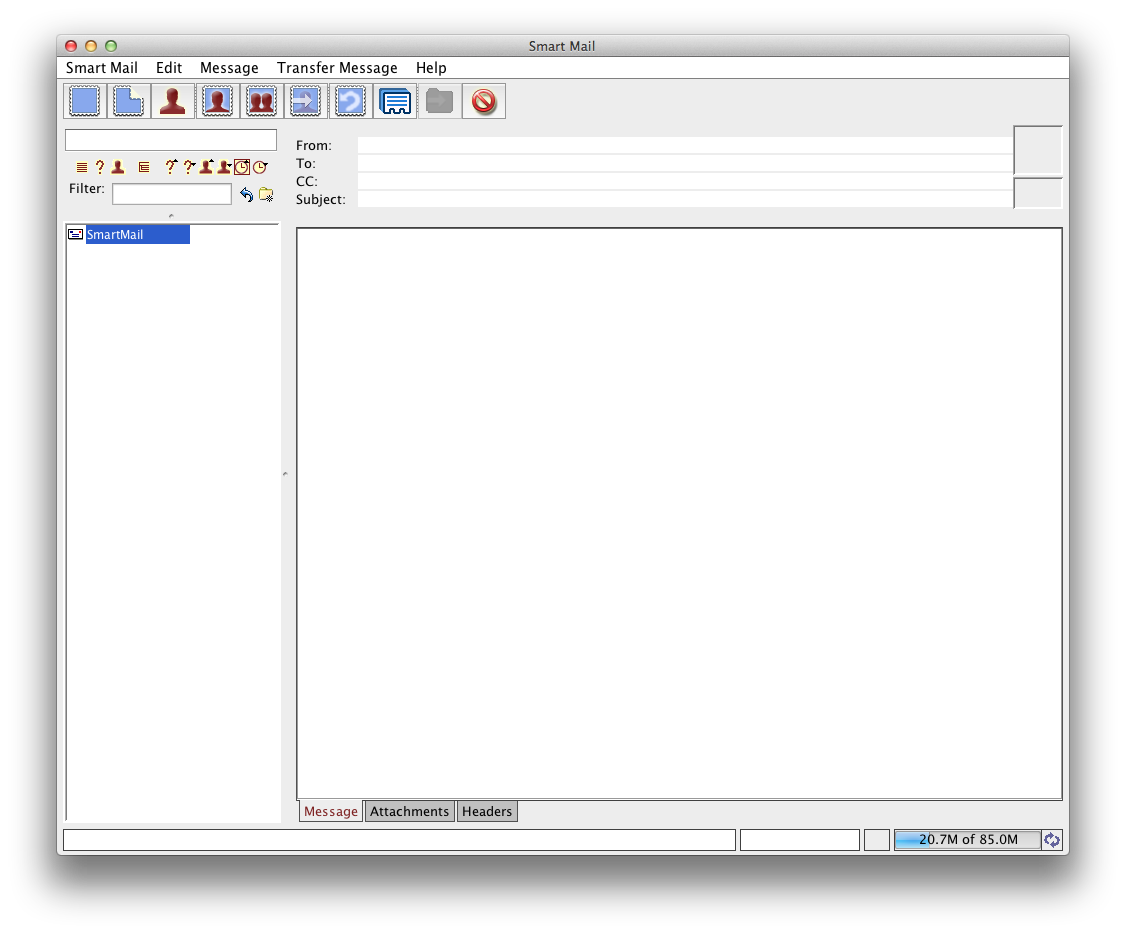 Smart Mail
Smart Mail Edit Message Transfer Message Help
From:
To:
CC:
Filter:
Subject:
SmartMail
Message Attachments Headers
20.7M of 85.0M